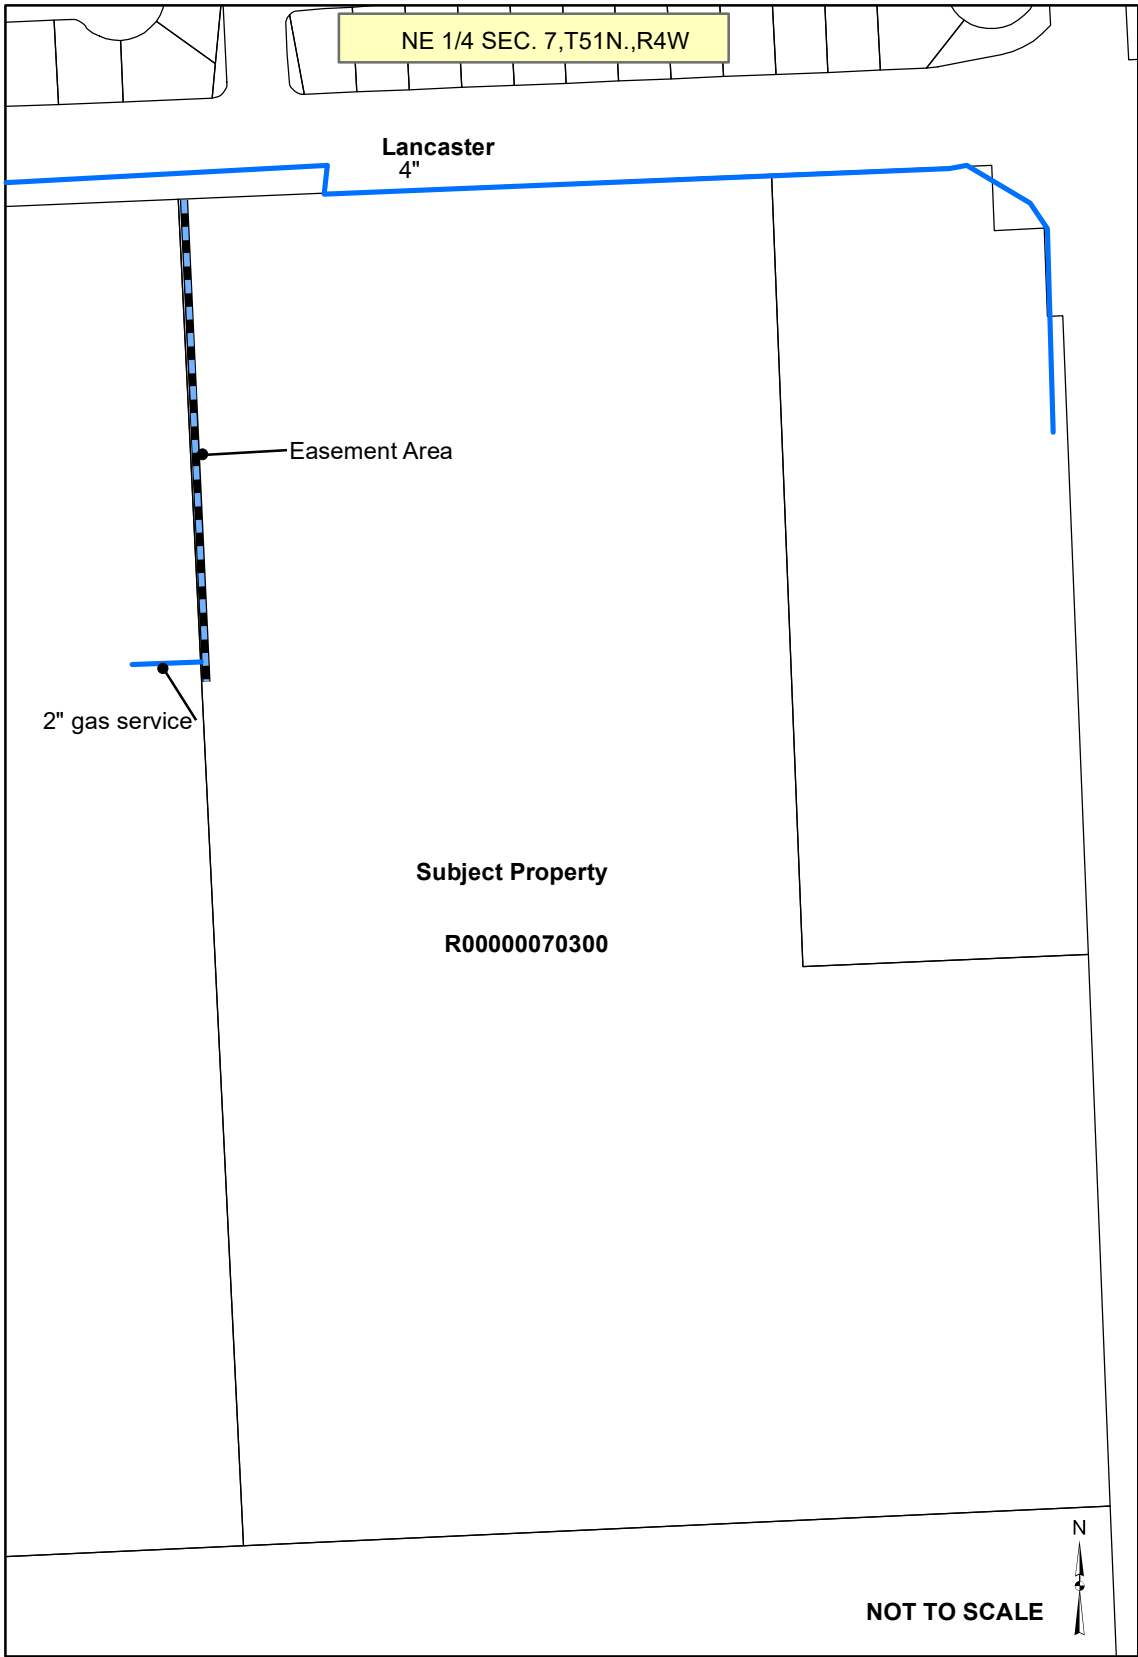 NE 1/4 SEC. 7,T51N.,R4W
Lancaster
4"
Easement Area
2" gas service
Subject Property
R00000070300
N
NOT TO SCALE